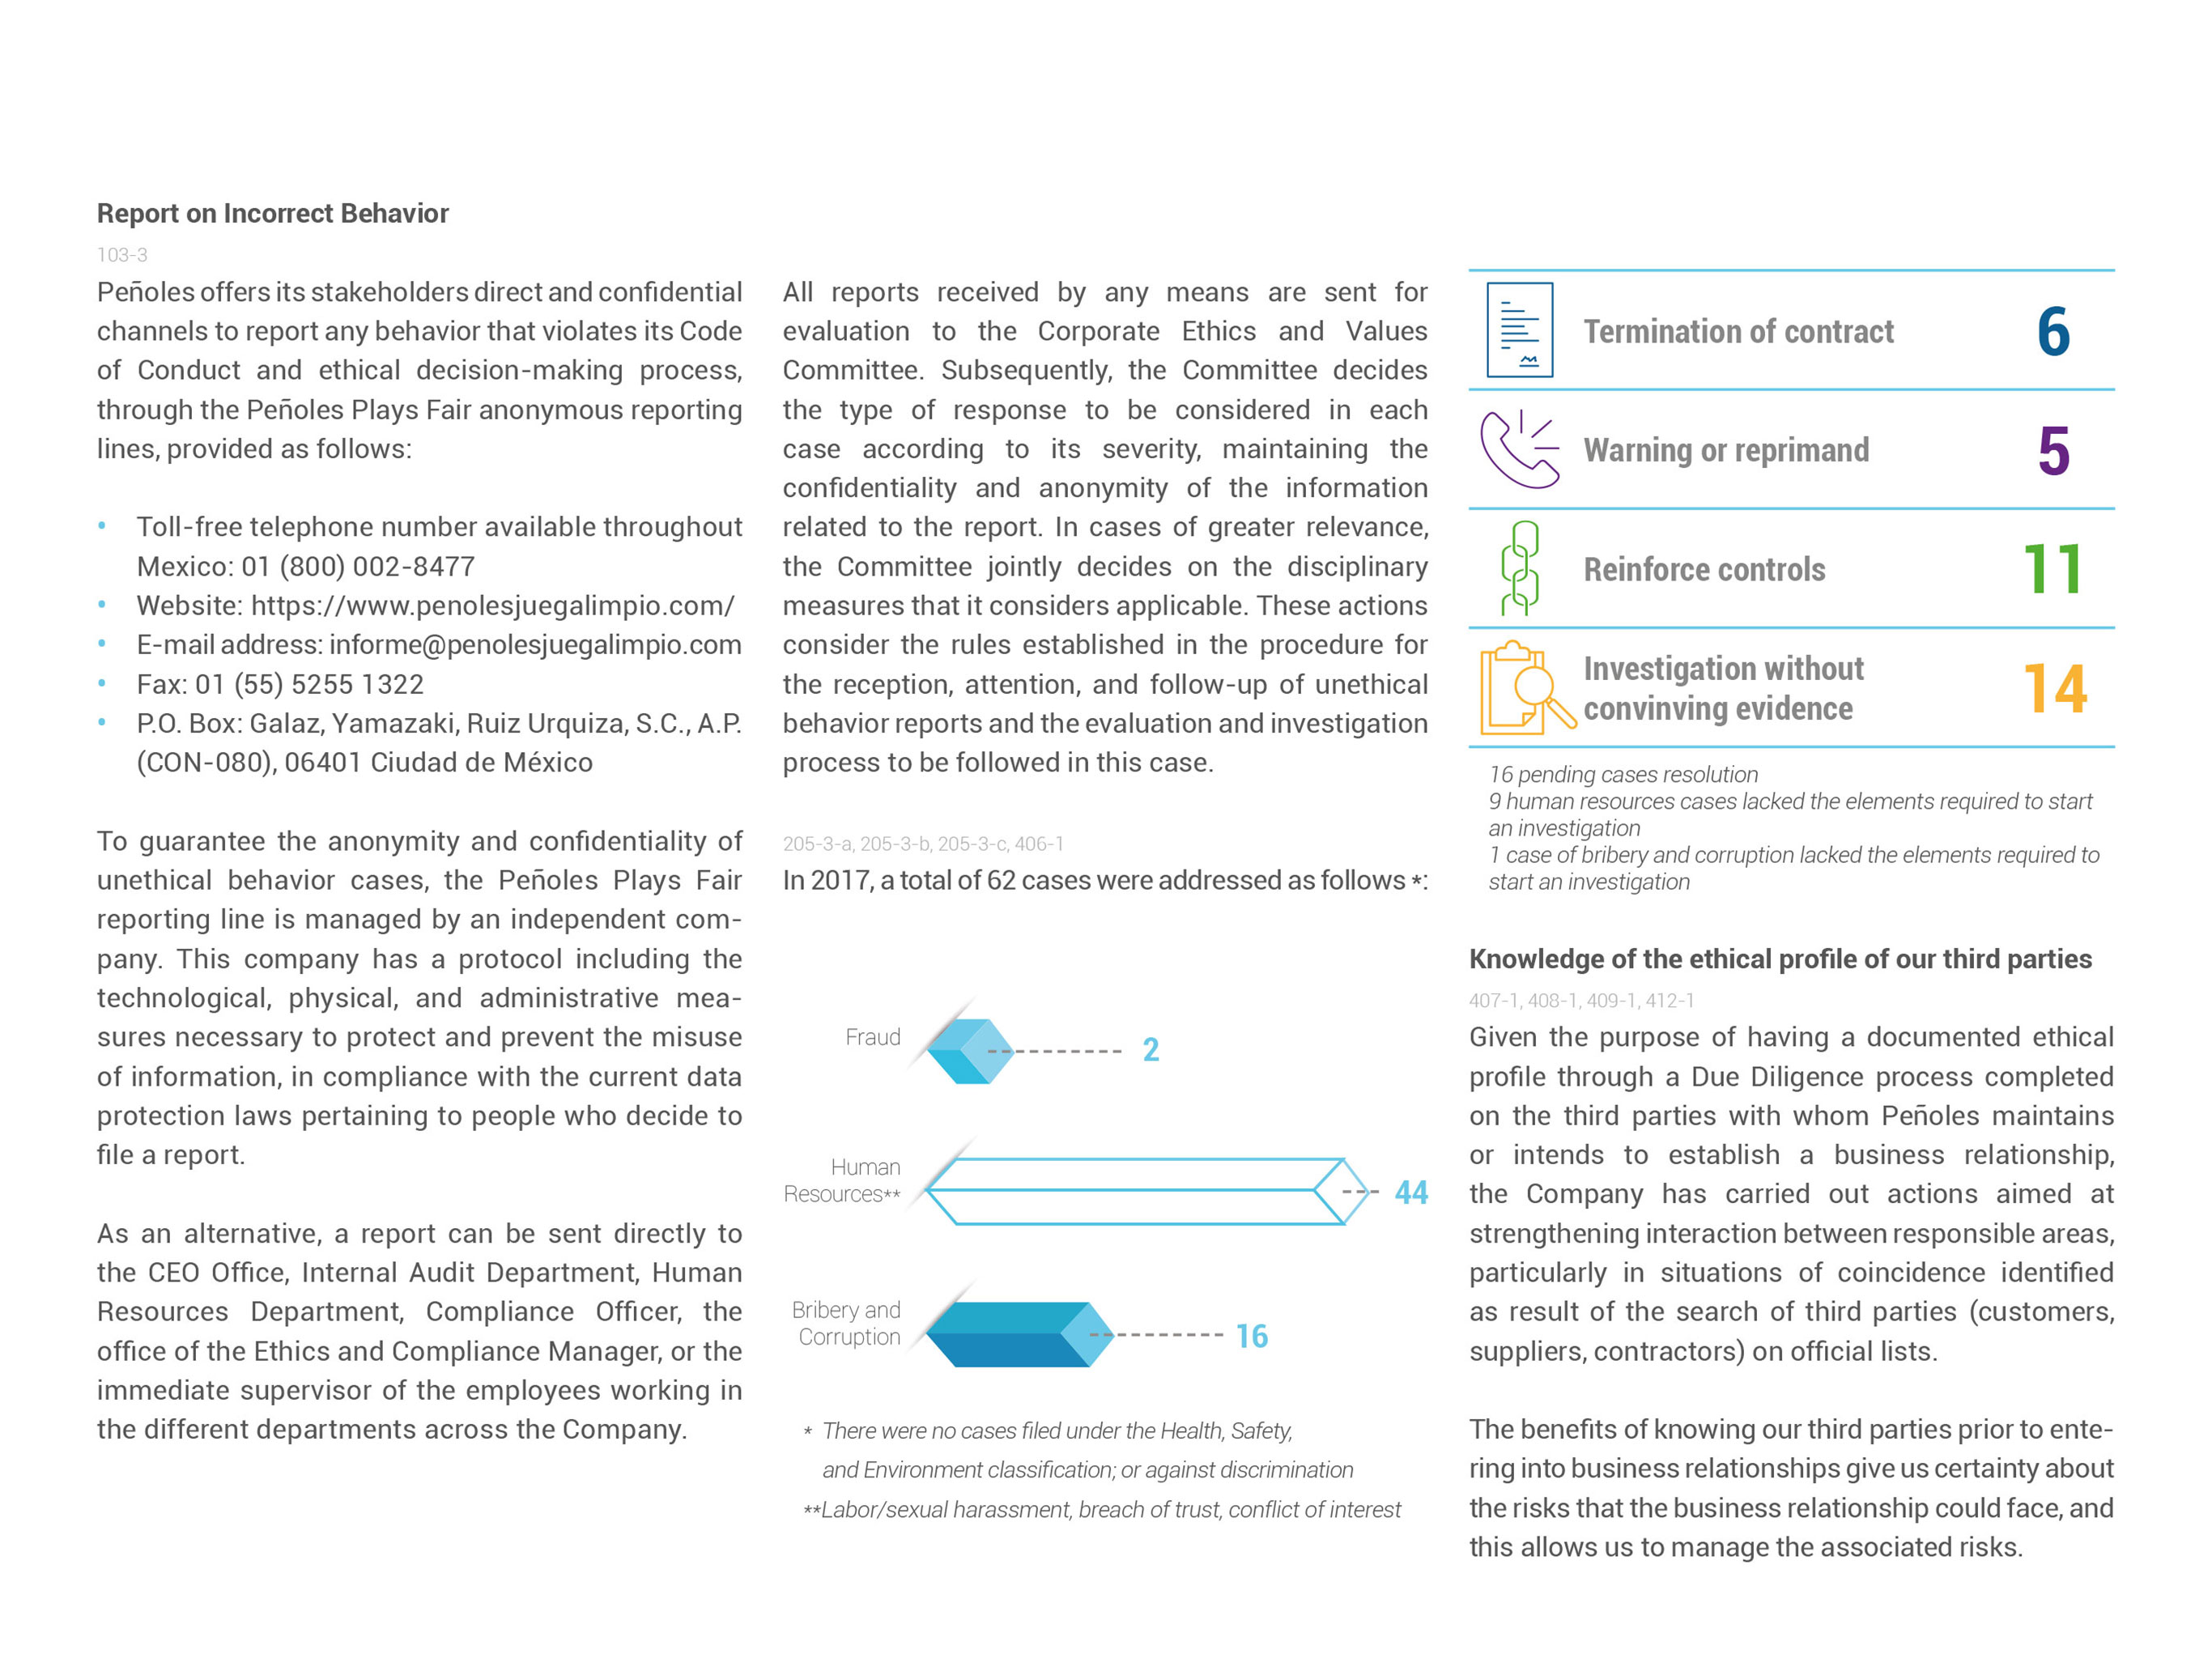 Report on Incorrect Behavior
103-3
Peñoles offers its stakeholders direct and confidential
channels to report any behavior that violates its Code
of Conduct and ethical decision-making process,
through the Peñoles Plays Fair anonymous reporting
lines, provided as follows:
• Toll-free telephone number available throughout
Mexico: 01 (800) 002-8477
• Website: https://www.penolesjuegalimpio.com/
• E-mail address: informe@penolesjuegalimpio.com
• Fax: 01 (55) 5255 1322
• P.O. Box: Galaz, Yamazaki, Ruiz Urquiza, S.C., A.P.
(CON-080), 06401 Ciudad de México
To guarantee the anonymity and confidentiality of
unethical behavior cases, the Peñoles Plays Fair
reporting line is managed by an independent com-
pany. This company has a protocol including the
technological, physical, and administrative mea-
sures necessary to protect and prevent the misuse
of information, in compliance with the current data
protection laws pertaining to people who decide to
file a report.
As an alternative, a report can be sent directly to
the CEO Office, Internal Audit Department, Human
Resources Department, Compliance Officer, the
office of the Ethics and Compliance Manager, or the
immediate supervisor of the employees working in
the different departments across the Company.
All reports received by any means are sent for
evaluation to the Corporate Ethics and Values
Committee. Subsequently, the Committee decides
the type of response to be considered in each
case according to its severity, maintaining the
confidentiality and anonymity of the information
related to the report. In cases of greater relevance,
the Committee jointly decides on the disciplinary
measures that it considers applicable. These actions
consider the rules established in the procedure for
the reception, attention, and follow-up of unethical
behavior reports and the evaluation and investigation
process to be followed in this case.
205-3-a, 205-3-b, 205-3-c, 406-1
In 2017, a total of 62 cases were addressed as follows *:
Fraud 2
Human
Resources** 44
Bribery and
Corruption 16
* There were no cases filed under the Health, Safety,
and Environment classification; or against discrimination
**Labor/sexual harassment, breach of trust, conflict of interest
Termination of contract 6
Warning or reprimand 5
Reinforce controls 11
Investigation without
convinving evidence 14
16 pending cases resolution
9 human resources cases lacked the elements required to start
an investigation
1 case of bribery and corruption lacked the elements required to
start an investigation
Knowledge of the ethical profile of our third parties
407-1, 408-1, 409-1, 412-1
Given the purpose of having a documented ethical
profile through a Due Diligence process completed
on the third parties with whom Peñoles maintains
or intends to establish a business relationship,
the Company has carried out actions aimed at
strengthening interaction between responsible areas,
particularly in situations of coincidence identified
as result of the search of third parties (customers,
suppliers, contractors) on official lists.
The benefits of knowing our third parties prior to ente-
ring into business relationships give us certainty about
the risks that the business relationship could face, and
this allows us to manage the associated risks.